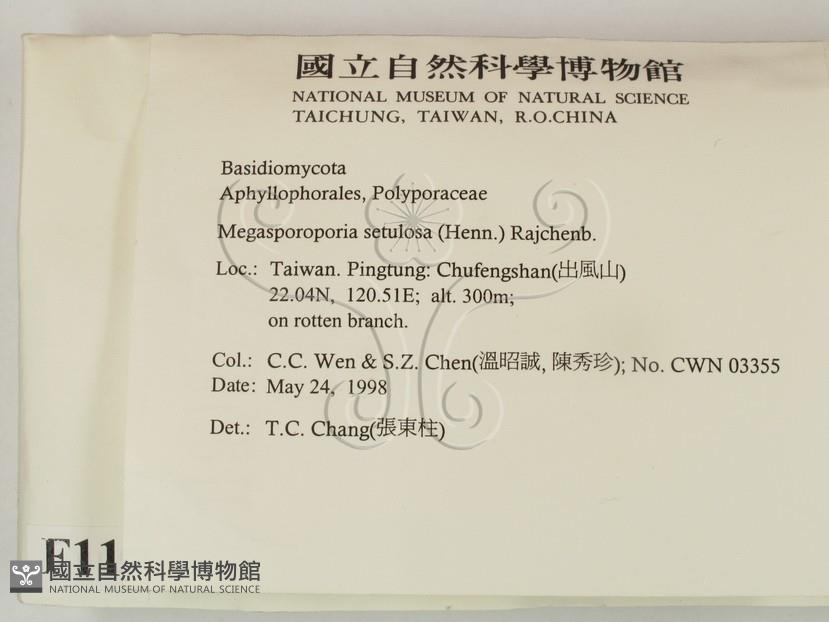 國立自然科學博物館
NATIONAL MUSEUM OF NATURAL SCIENCE
TAICHUNG, TAIWAN, R.O.CHINA
Basidiomycota
Aphyllophorales, Polyporaceae
Megasporoporia setulosa (Henn.) Rajchenb.
Loc.: Taiwan. Pingtung: Chufengshan(出風山)
22.04N, 120.51E; alt. 300m;
on rotten branch.
Col.: C.C. Wen & S.Z. Chen(溫昭誠, 陳秀珍); No. CWN 03355
Date: May 24, 1998
Det.: T.C. Chang(張東柱)
F11
國立自然科學博物館
NATIONAL MUSEUM OF NATURAL SCIENCE